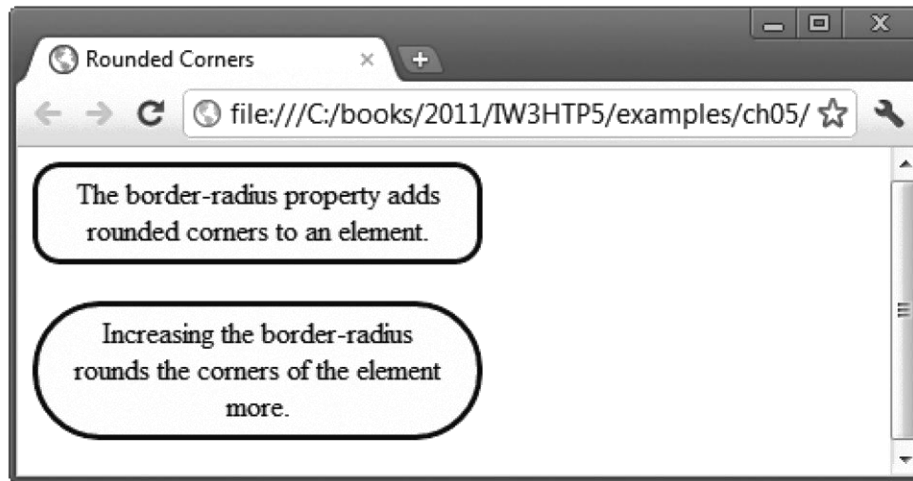 Rounded Corners
file:///C:/books/2011/IW3HTP5/examples/ch05/
The border-radius property adds
rounded corners to an element.
Increasing the border-radius
rounds the corners of the element
more.